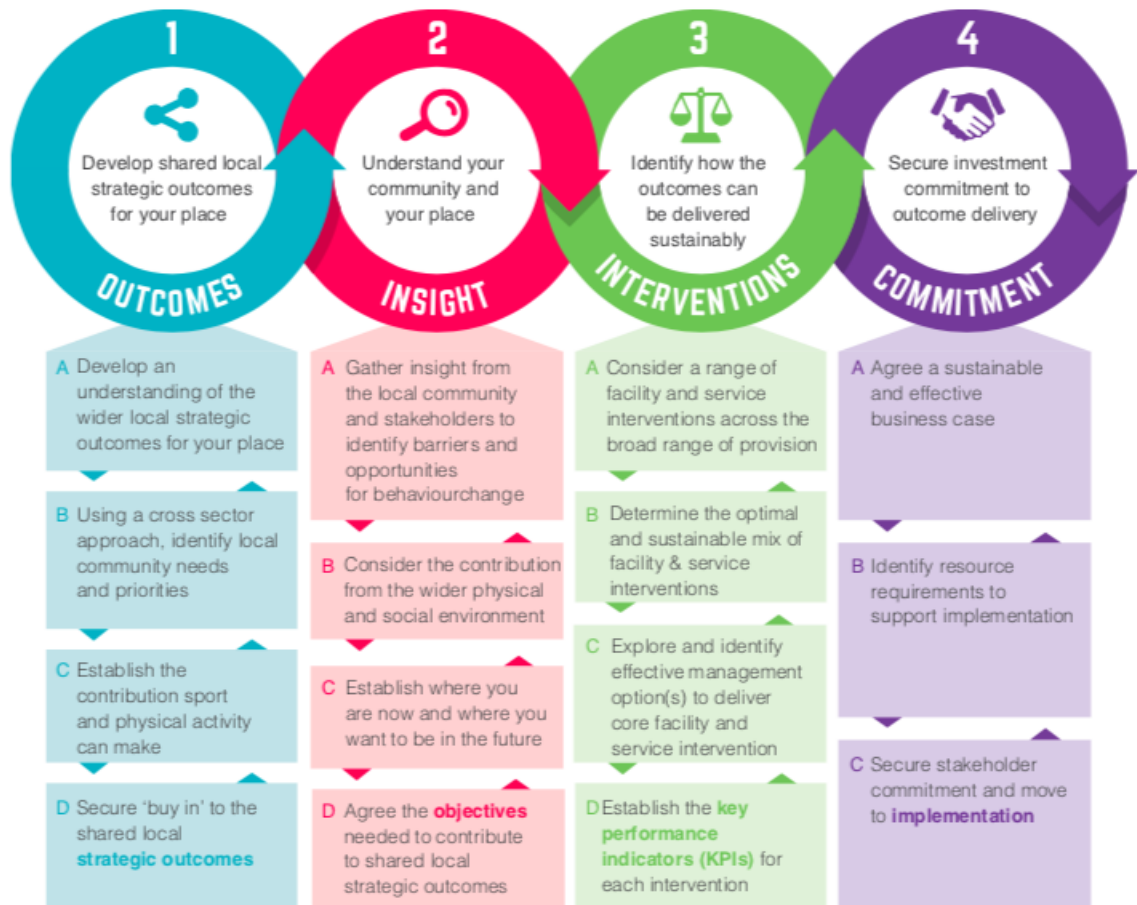 1
Develop shared local
strategic outcomes
for your place
OUTCOMES
A Develop an
understanding of the
wider local strategic
outcomes for your place
B Using a cross sector
approach, identify local
community needs
and priorities
C Establish the
contribution sport
and physical activity
can make
D Secure ‘buy in’ to the
shared local
strategic outcomes
2
Understand your
community and
your place
INSIGHT
A Gather insight from
the local community
and stakeholders to
identify barriers and
opportunities
for behaviourchange
B Consider the contribution
from the wider physical
and social environment
C Establish where you
are now and where you
want to be in the future
D Agree the objectives
needed to contribute
to shared local
strategic outcomes
3
Identify how the
outcomes can
be delivered
sustainably
INTERVENTIONS
A Consider a range of
facility and service
interventions across the
broad range of provision
B Determine the optimal
and sustainable mix of
facility & service
interventions
C Explore and identify
effective management
option(s) to deliver
core facility and
service intervention
D Establish the key
performance
indicators (KPIs) for
each intervention
4
Secure investment
commitment to
outcome delivery
COMMITMENT
A Agree a sustainable
and effective
business case
B Identify resource
requirements to
support implementation
C Secure stakeholder
commitment and move
to implementation